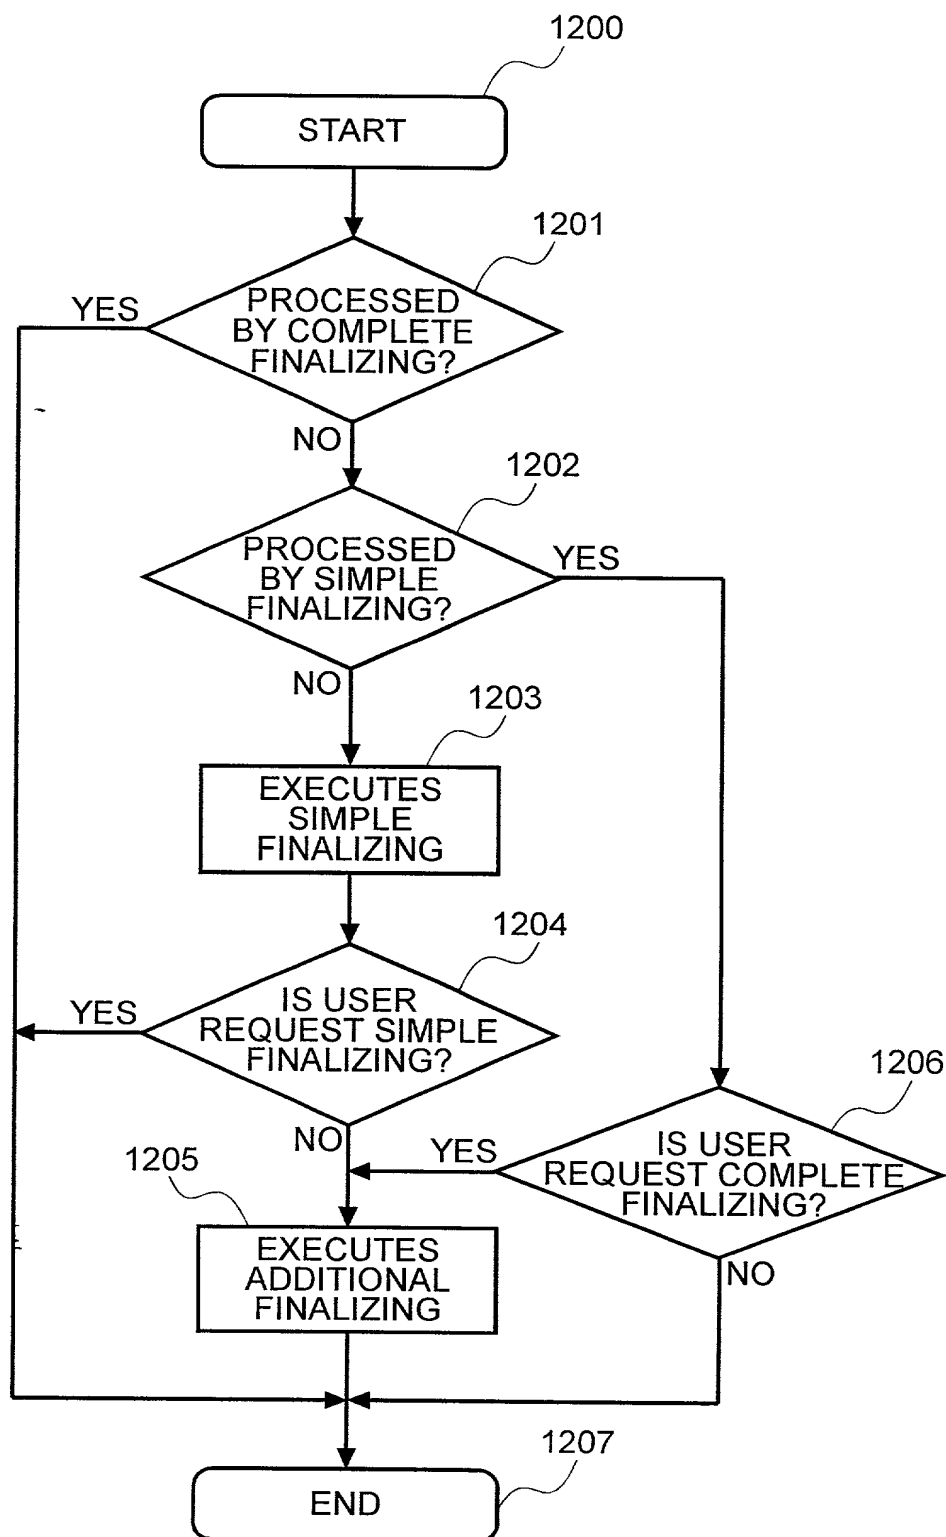 1200
START
1201
YES
PROCESSED
BY COMPLETE
FINALIZING?
NO
1202
PROCESSED
BY SIMPLE
FINALIZING?
YES
NO
1203
EXECUTES
SIMPLE
FINALIZING
1204
YES
IS USER
REQUEST SIMPLE
FINALIZING?
NO
1206
YES
IS USER
REQUEST COMPLETE
FINALIZING?
NO
1205
EXECUTES
ADDITIONAL
FINALIZING
1207
END